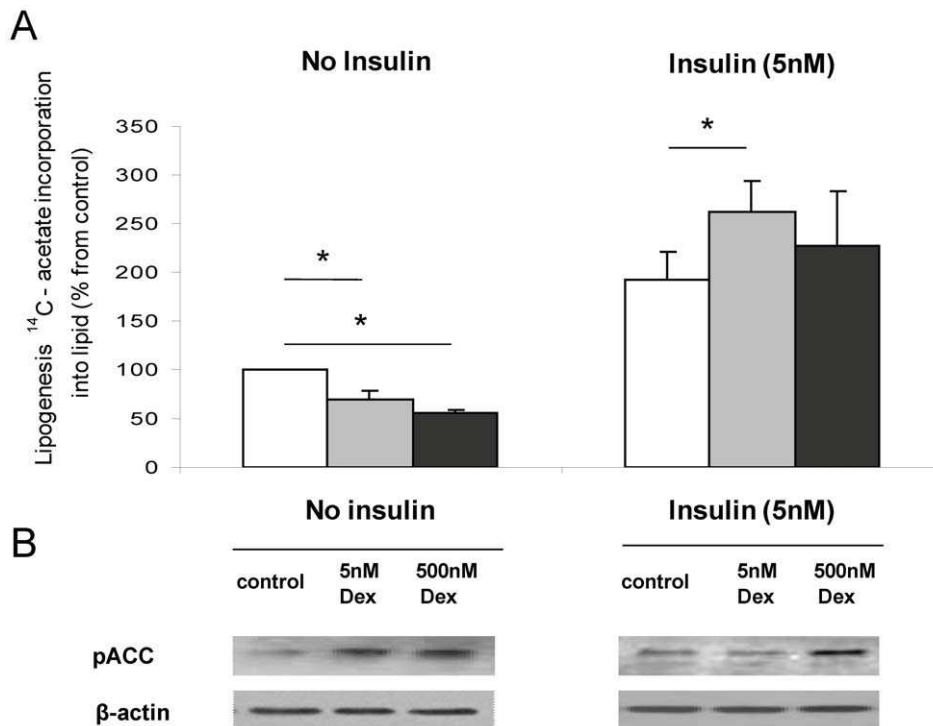 A
No Insulin
Insulin (5nM)
Lipogenesis ¹⁴C - acetate incorporation
into lipid (% from control)
350
300
250
200
150
100
50
0
*
*
*
No insulin
Insulin (5nM)
B
control
5nM
Dex
500nM
Dex
control
5nM
Dex
500nM
Dex
pACC
β-actin